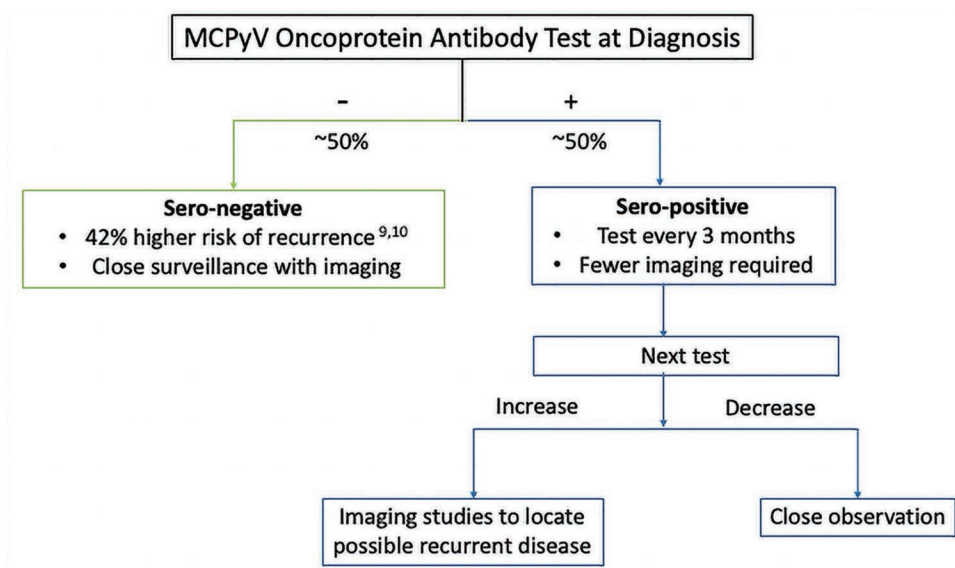 MCPyV Oncoprotein Antibody Test at Diagnosis
– +
~50% ~50%
Sero-negative
• 42% higher risk of recurrence 9,10
• Close surveillance with imaging
Sero-positive
• Test every 3 months
• Fewer imaging required
Next test
Increase Decrease
Imaging studies to locate
possible recurrent disease
Close observation